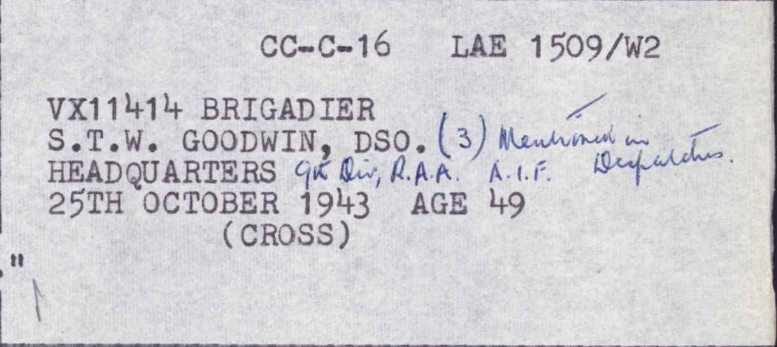 CC-C-16 LAE 1509/W2
VX11414 BRIGADIER
S.T.W. GOODWIN, DSO. (3) Mentioned in Despatches.
HEADQUARTERS 9th Div, R.A.A. A.I.F.
25TH OCTOBER 1943 AGE 49
(CROSS)
."